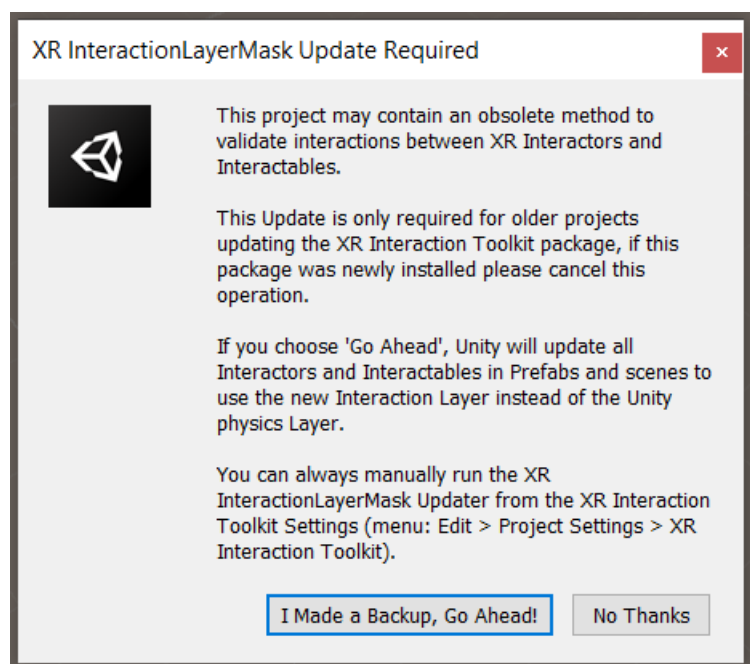 XR InteractionLayerMask Update Required
This project may contain an obsolete method to
validate interactions between XR Interactors and
Interactables.
This Update is only required for older projects
updating the XR Interaction Toolkit package, if this
package was newly installed please cancel this
operation.
If you choose 'Go Ahead', Unity will update all
Interactors and Interactables in Prefabs and scenes to
use the new Interaction Layer instead of the Unity
physics Layer.
You can always manually run the XR
InteractionLayerMask Updater from the XR Interaction
Toolkit Settings (menu: Edit > Project Settings > XR
Interaction Toolkit).
I Made a Backup, Go Ahead!
No Thanks